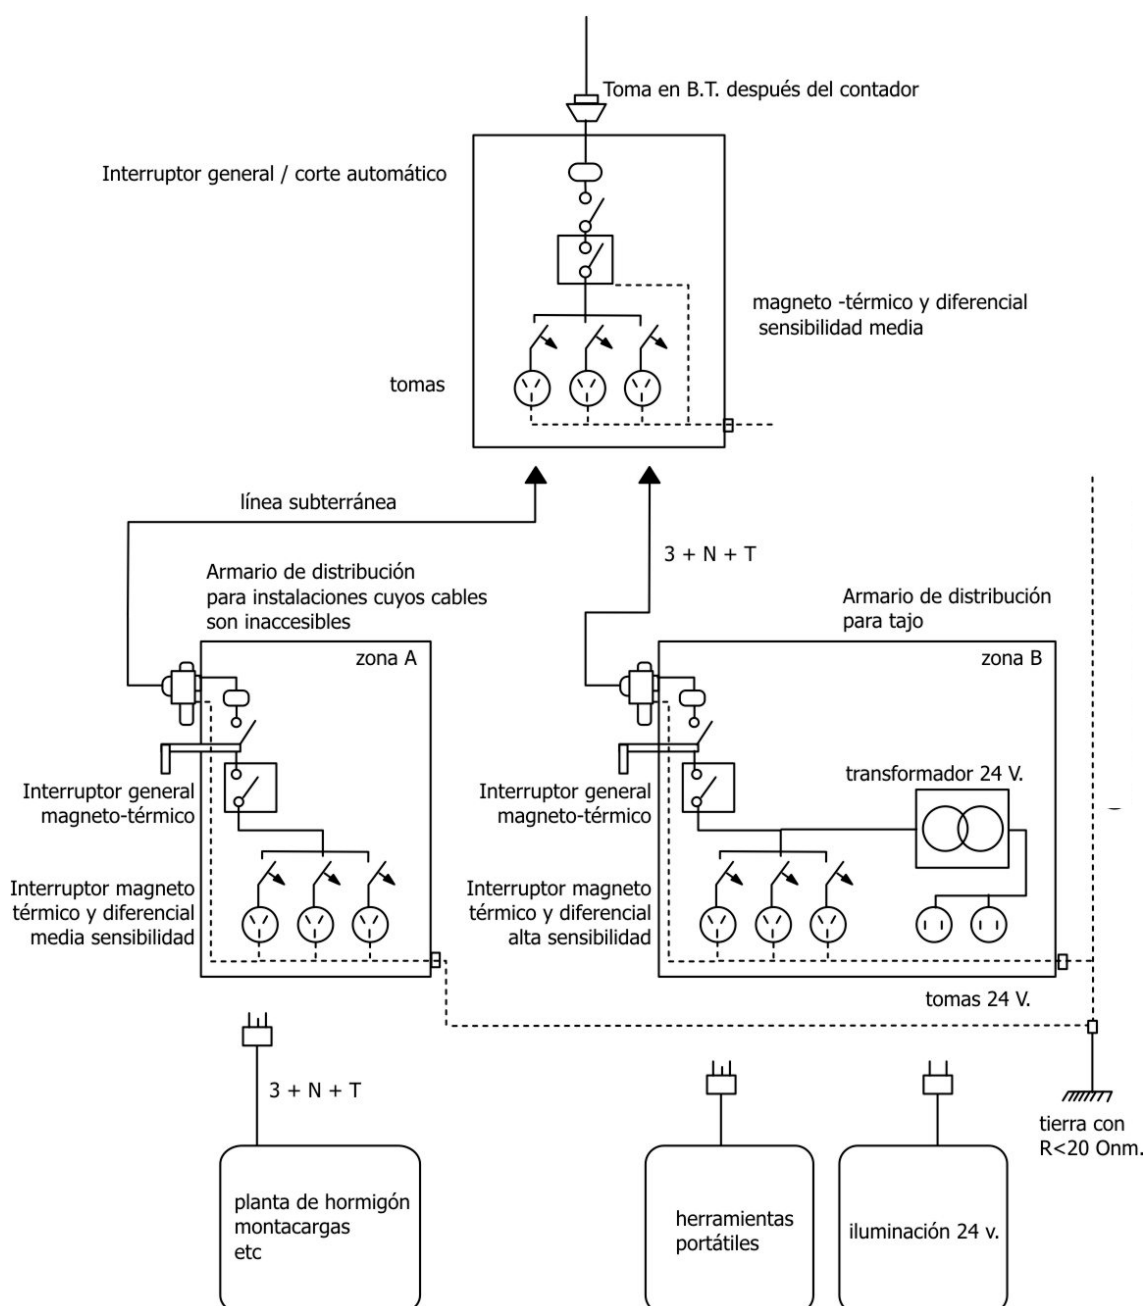 Toma en B.T. después del contador
Interruptor general / corte automático
magneto -térmico y diferencial
sensibilidad media
tomas
línea subterránea
3 + N + T
Armario de distribución
para instalaciones cuyos cables
son inaccesibles
Armario de distribución
para tajo
zona A
zona B
Interruptor general
magneto-térmico
Interruptor general
magneto-térmico
transformador 24 V.
Interruptor magneto
térmico y diferencial
media sensibilidad
Interruptor magneto
térmico y diferencial
alta sensibilidad
tomas 24 V.
3 + N + T
tierra con
R<20 Onm.
planta de hormigón
montacargas
etc
herramientas
portátiles
iluminación 24 v.